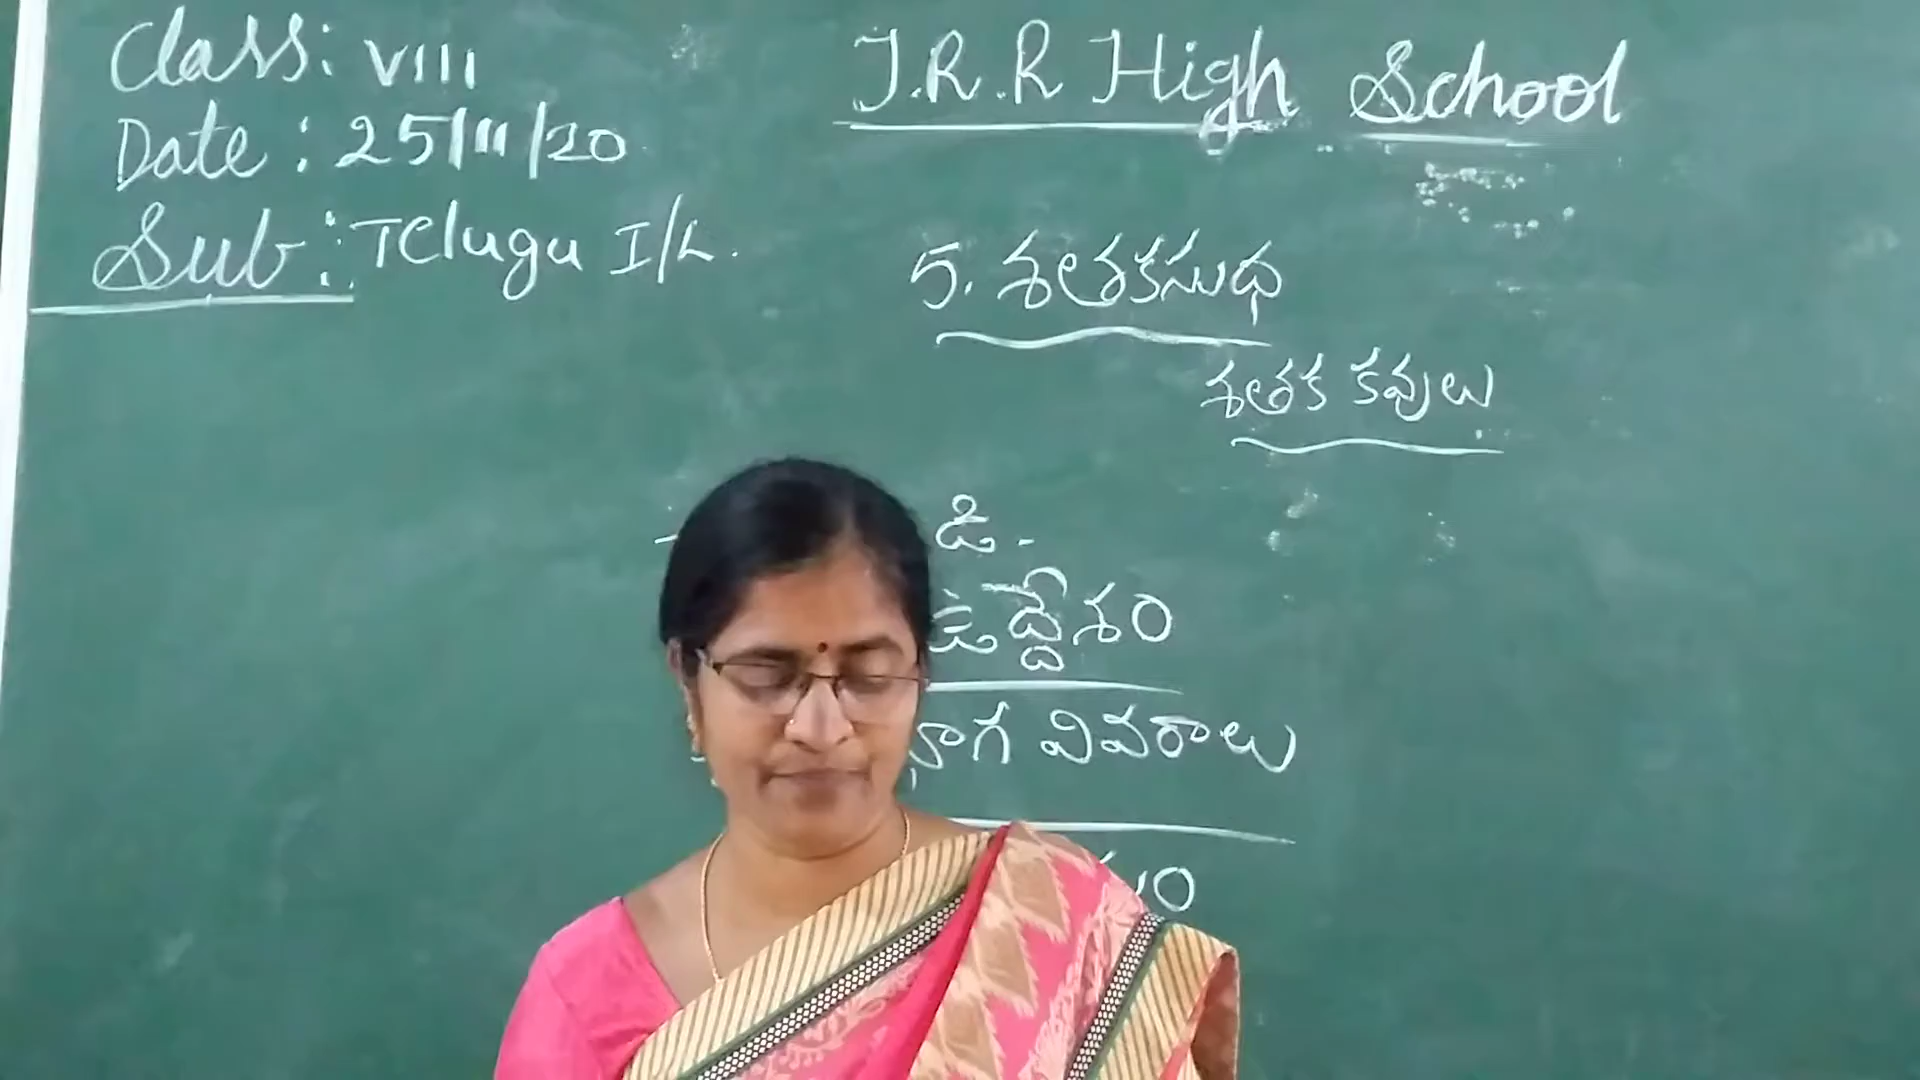 Class: VIII
Date: 25/11/20
Sub: Telugu I/L.
J.R.R High School
5. శతకసుధ
శతక కవులు
ఉద్దేశం
వివరాలు